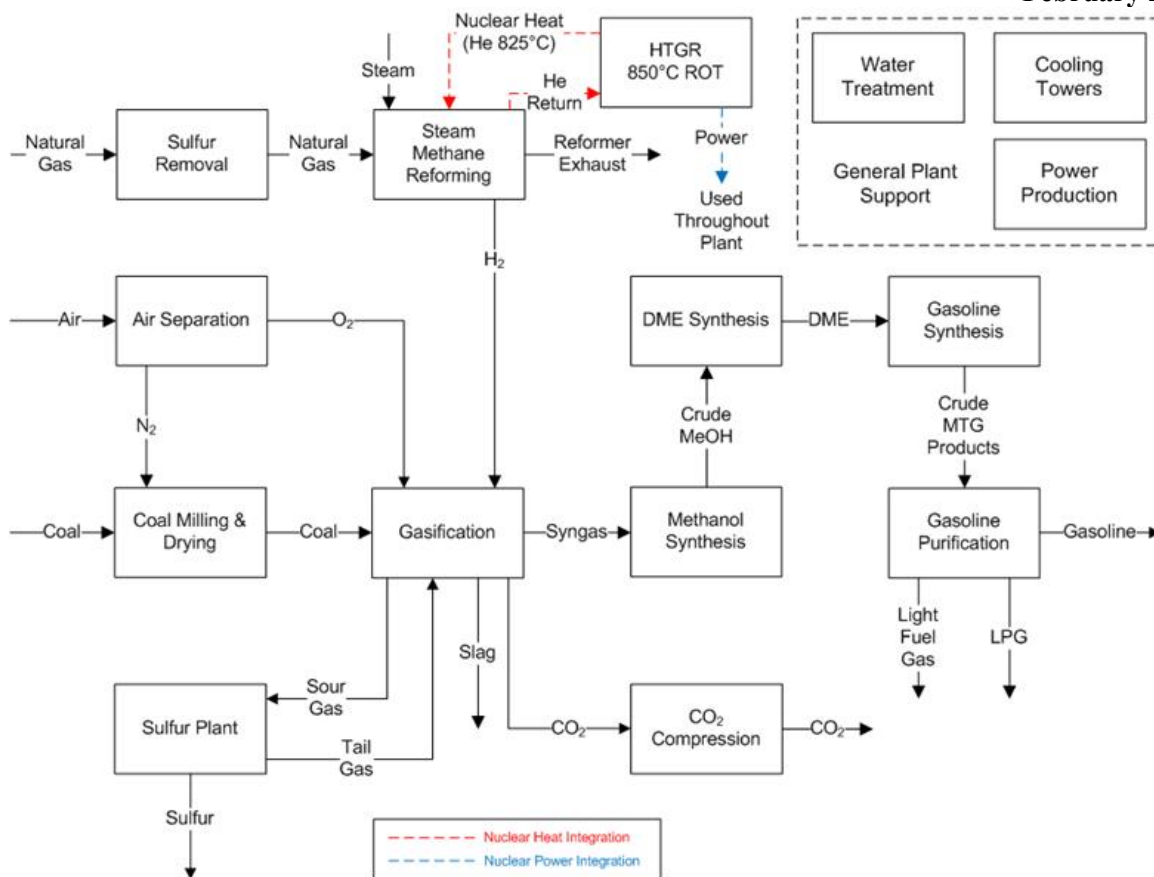 Nuclear Heat
(He 825°C)
HTGR
850°C ROT
Steam
He
Return
Water
Treatment
Cooling
Towers
Natural
Gas
Sulfur
Removal
Natural
Gas
Steam
Methane
Reforming
Reformer
Exhaust
Power
General Plant
Support
Power
Production
Used
Throughout
Plant
H2
Air
Air Separation
O2
DME Synthesis
DME
Gasoline
Synthesis
N2
Crude
MeOH
Crude
MTG
Products
Coal
Coal Milling &
Drying
Coal
Gasification
Syngas
Methanol
Synthesis
Gasoline
Purification
Gasoline
Light
Fuel
Gas
LPG
Slag
Sour
Gas
Sulfur Plant
Tail
Gas
CO2
CO2
Compression
CO2
Sulfur
Nuclear Heat Integration
Nuclear Power Integration